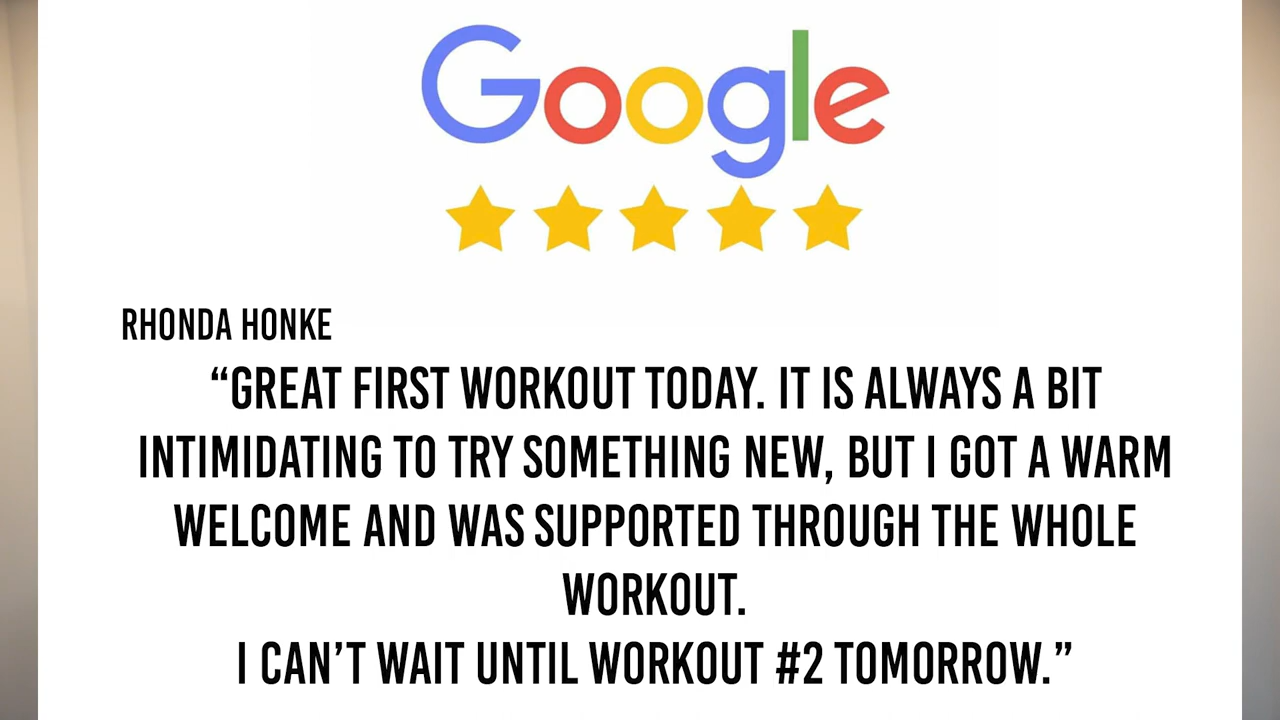 Google
RHONDA HONKE
“GREAT FIRST WORKOUT TODAY. IT IS ALWAYS A BIT
INTIMIDATING TO TRY SOMETHING NEW, BUT I GOT A WARM
WELCOME AND WAS SUPPORTED THROUGH THE WHOLE
WORKOUT.
I CAN’T WAIT UNTIL WORKOUT #2 TOMORROW.”